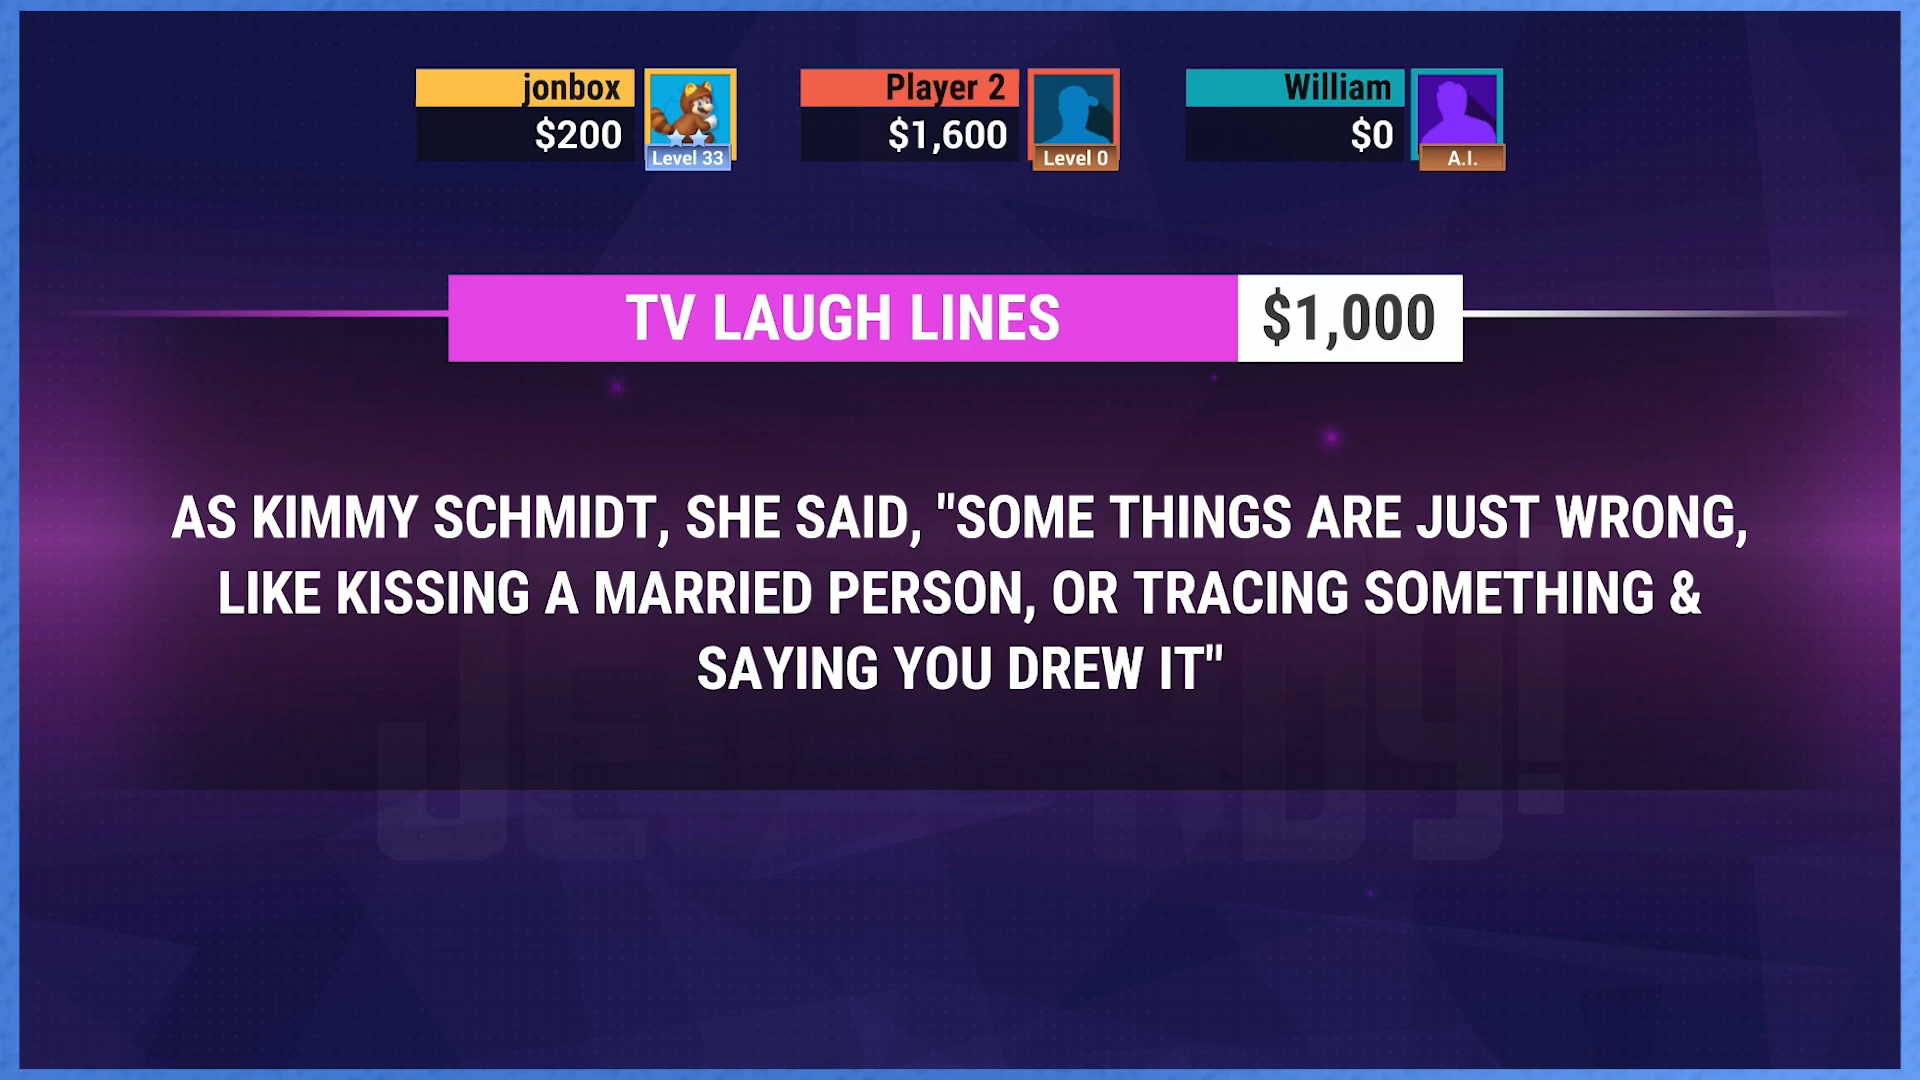 jonbox
$200
Level 33
Player 2
$1,600
Level 0
William
$0
A.I.
TV LAUGH LINES
$1,000
AS KIMMY SCHMIDT, SHE SAID, "SOME THINGS ARE JUST WRONG,
LIKE KISSING A MARRIED PERSON, OR TRACING SOMETHING &
SAYING YOU DREW IT"